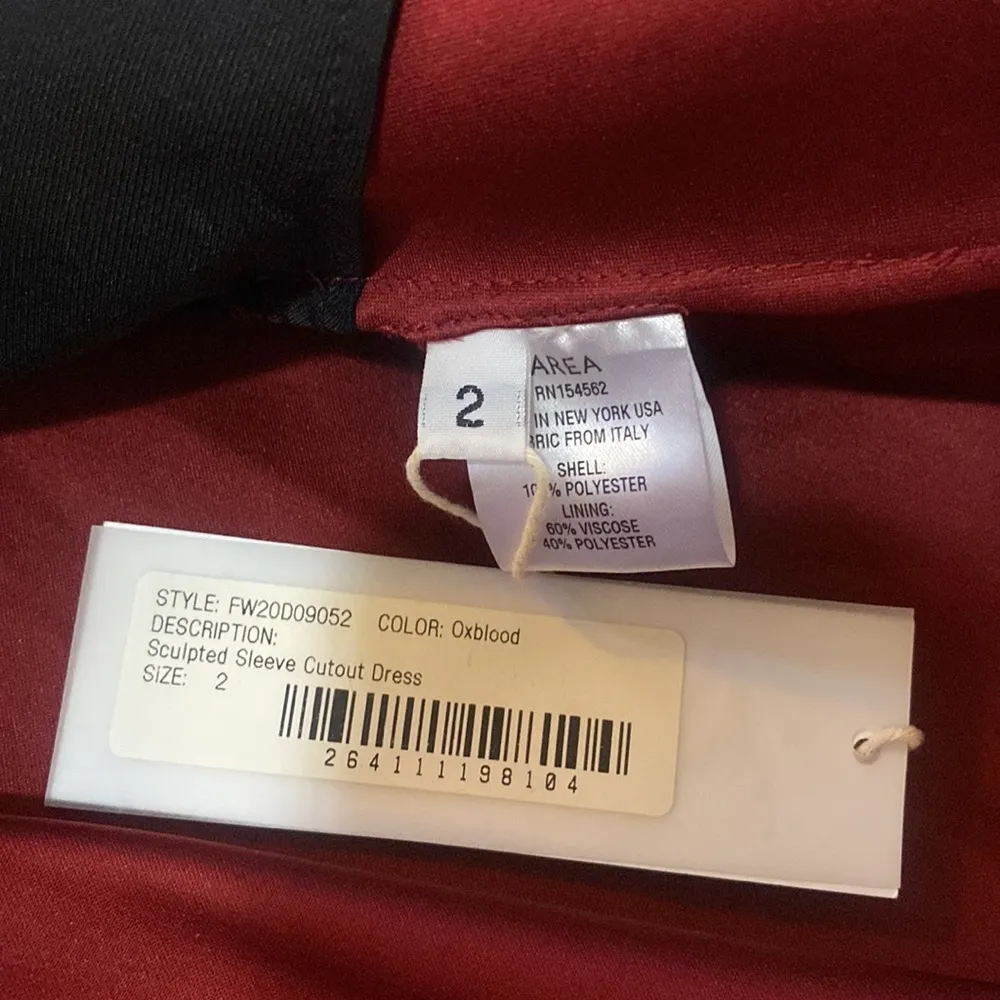 2
AREA
RN154562
IN NEW YORK USA
RIC FROM ITALY
SHELL:
% POLYESTER
LINING:
60% VISCOSE
40% POLYESTER
STYLE: FW20D09052 COLOR: Oxblood
DESCRIPTION:
Sculpted Sleeve Cutout Dress
SIZE: 2
264111198104